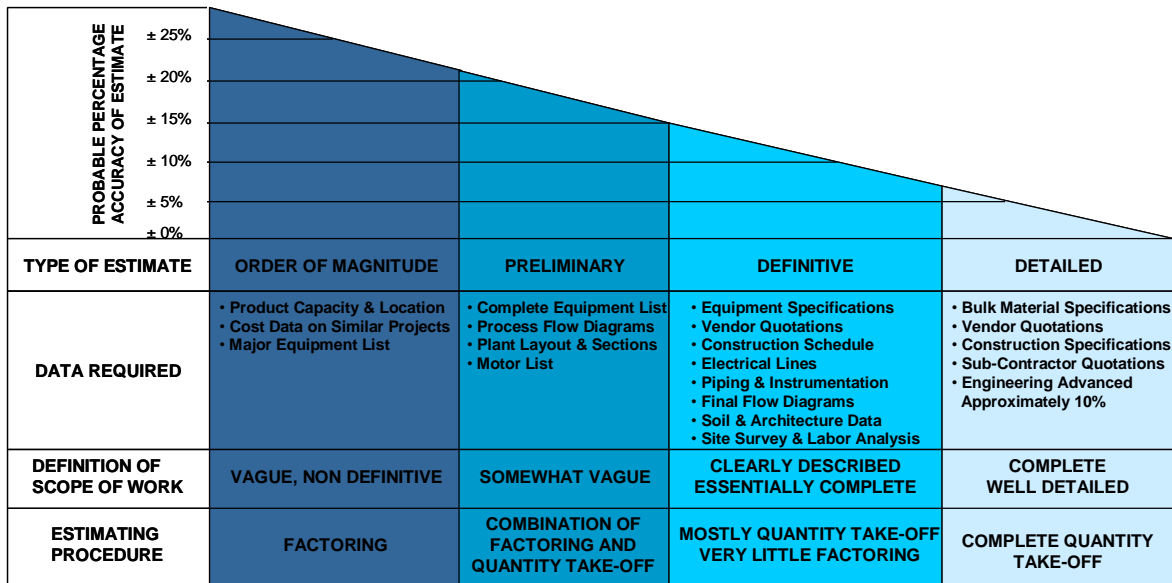 PROBABLE PERCENTAGE
ACCURACY OF ESTIMATE
± 25%
± 20%
± 15%
± 10%
± 5%
± 0%
TYPE OF ESTIMATE
ORDER OF MAGNITUDE
PRELIMINARY
DEFINITIVE
DETAILED
DATA REQUIRED
• Product Capacity & Location
• Cost Data on Similar Projects
• Major Equipment List
• Complete Equipment List
• Process Flow Diagrams
• Plant Layout & Sections
• Motor List
• Equipment Specifications
• Vendor Quotations
• Construction Schedule
• Electrical Lines
• Piping & Instrumentation
• Final Flow Diagrams
• Soil & Architecture Data
• Site Survey & Labor Analysis
• Bulk Material Specifications
• Vendor Quotations
• Construction Specifications
• Sub-Contractor Quotations
• Engineering Advanced
Approximately 10%
DEFINITION OF
SCOPE OF WORK
VAGUE, NON DEFINITIVE
SOMEWHAT VAGUE
CLEARLY DESCRIBED
ESSENTIALLY COMPLETE
COMPLETE
WELL DETAILED
ESTIMATING
PROCEDURE
FACTORING
COMBINATION OF
FACTORING AND
QUANTITY TAKE-OFF
MOSTLY QUANTITY TAKE-OFF
VERY LITTLE FACTORING
COMPLETE QUANTITY
TAKE-OFF